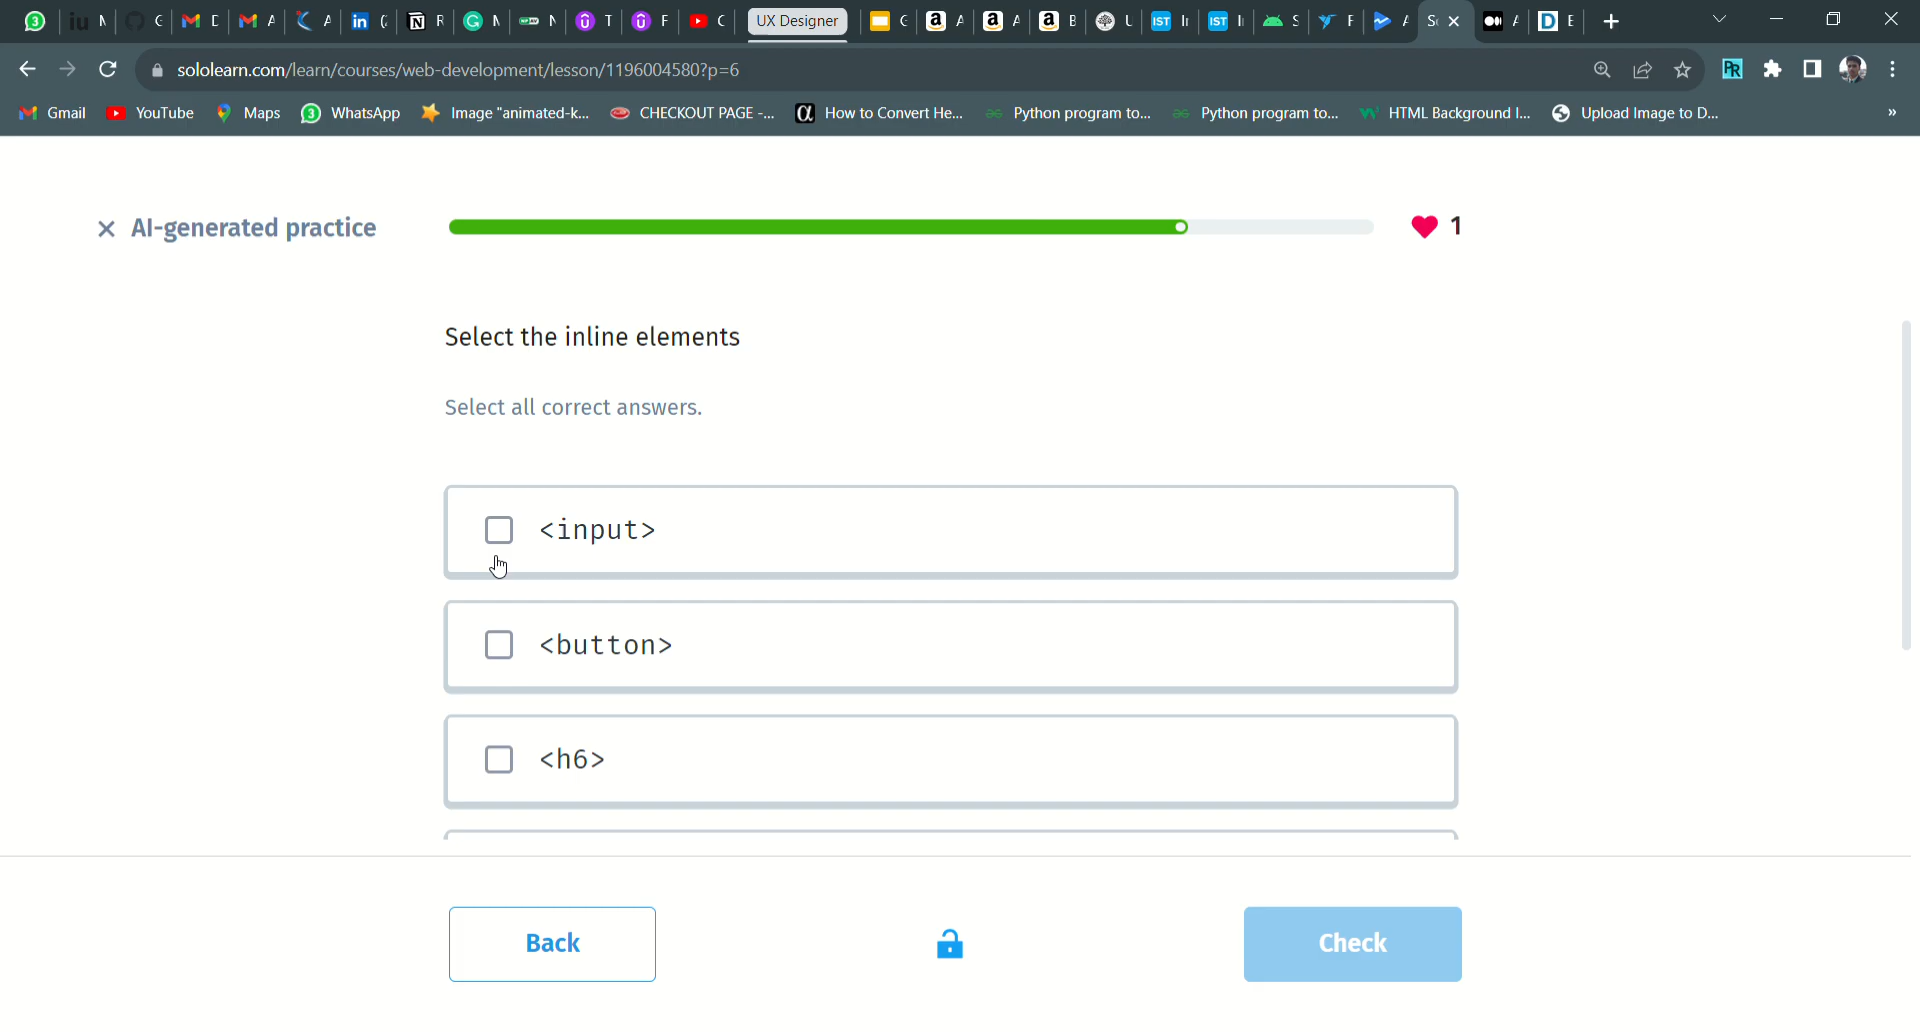 UX Designer
sololearn.com/learn/courses/web-development/lesson/1196004580?p=6
Gmail YouTube Maps WhatsApp Image "animated-k... CHECKOUT PAGE -... How to Convert He... Python program to... Python program to... HTML Background I... Upload Image to D... »
AI-generated practice 1
Select the inline elements
Select all correct answers.
<input>
<button>
<h6>
Back Check